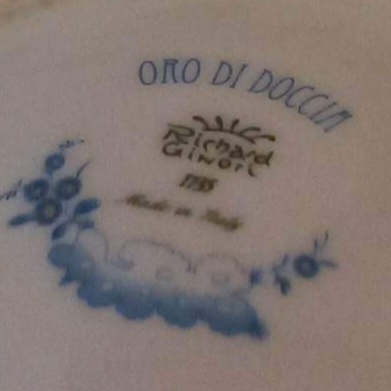 ORO DI DOCCIA
Richard
Ginori
1735
Made in Italy